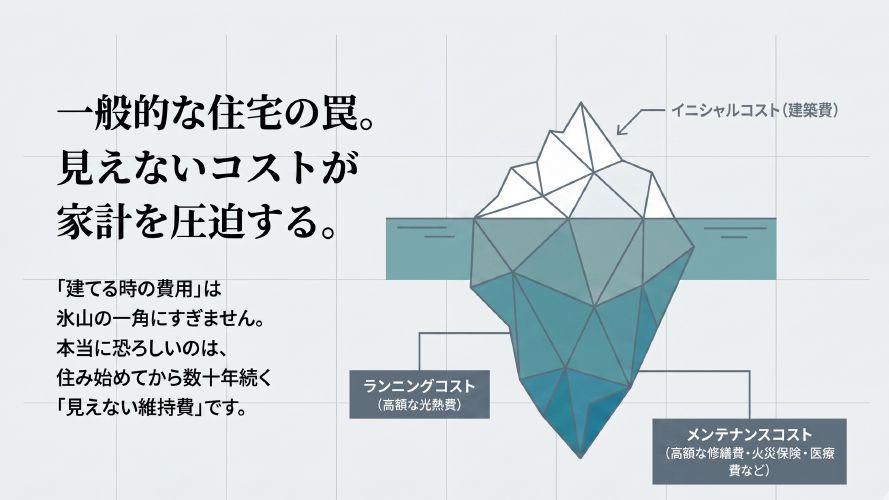 一般的な住宅の罠。
見えないコストが
家計を圧迫する。
「建てる時の費用」は
氷山の一角にすぎません。
本当に恐ろしいのは、
住み始めてから数十年続く
「見えない維持費」です。
イニシャルコスト（建築費）
ランニングコスト
（高額な光熱費）
メンテナンスコスト
（高額な修繕費・火災保険・医療
費など）